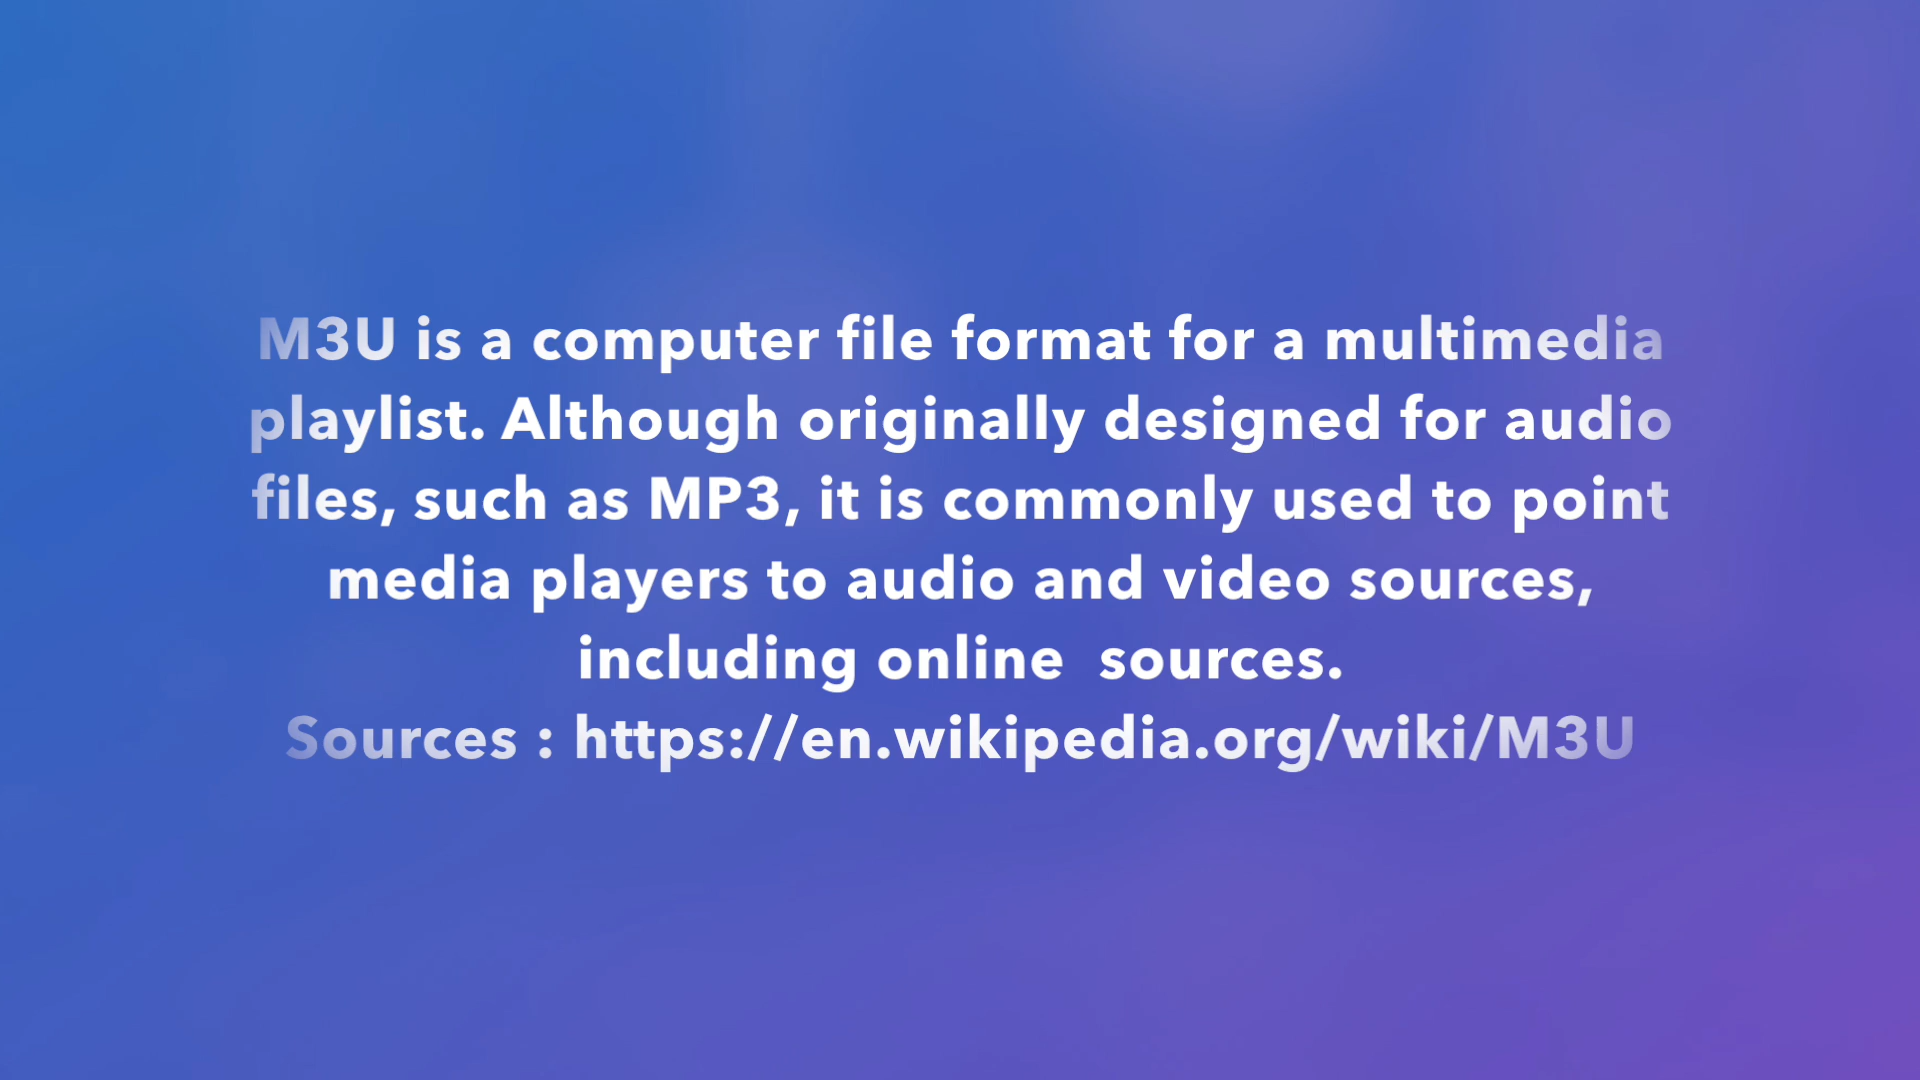 M3U is a computer file format for a multimedia
playlist. Although originally designed for audio
files, such as MP3, it is commonly used to point
media players to audio and video sources,
including online  sources.
Sources : https://en.wikipedia.org/wiki/M3U